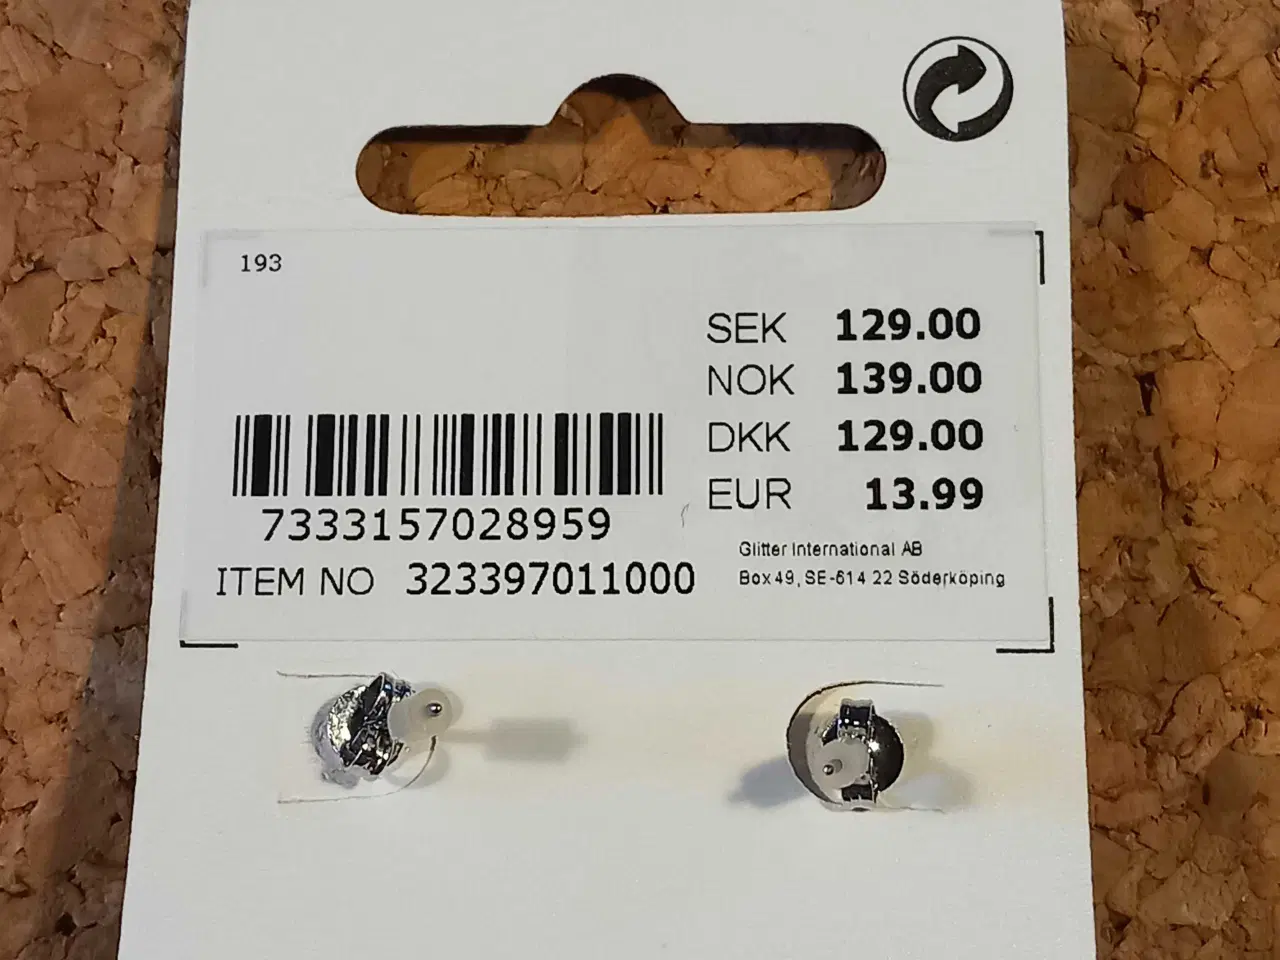 193
SEK 129.00
NOK 139.00
DKK 129.00
EUR 13.99
7333157028959
ITEM NO 323397011000
Glitter International AB
Box 49, SE-614 22 Söderköping